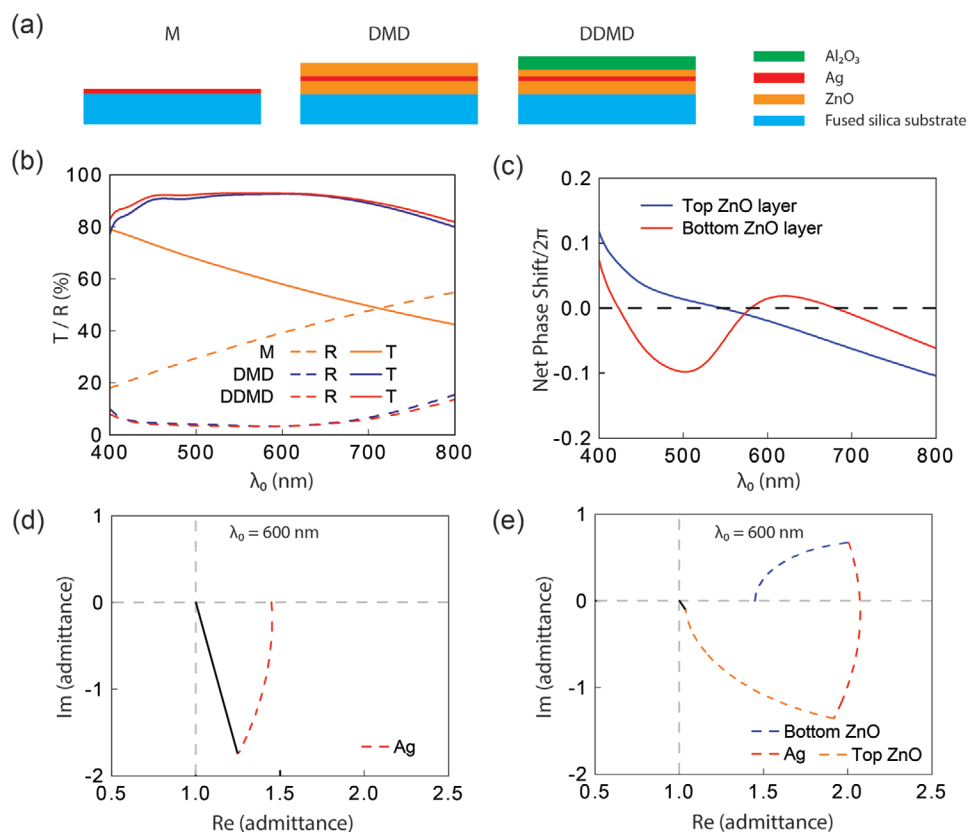 (a)
M
DMD
DDMD
Al₂O₃
Ag
ZnO
Fused silica substrate
(b)
T / R (%)
100
80
60
40
20
0
M R T
DMD R T
DDMD R T
400 500 600 700 800
λ₀ (nm)
(c)
Net Phase Shift/2π
0.2
0.1
0.0
-0.1
-0.2
Top ZnO layer
Bottom ZnO layer
400 500 600 700 800
λ₀ (nm)
(d)
λ₀ = 600 nm
Im (admittance)
1
0
-1
-2
Ag
0.5 1.0 1.5 2.0 2.5
Re (admittance)
(e)
λ₀ = 600 nm
Im (admittance)
1
0
-1
-2
Bottom ZnO
Ag Top ZnO
0.5 1.0 1.5 2.0 2.5
Re (admittance)